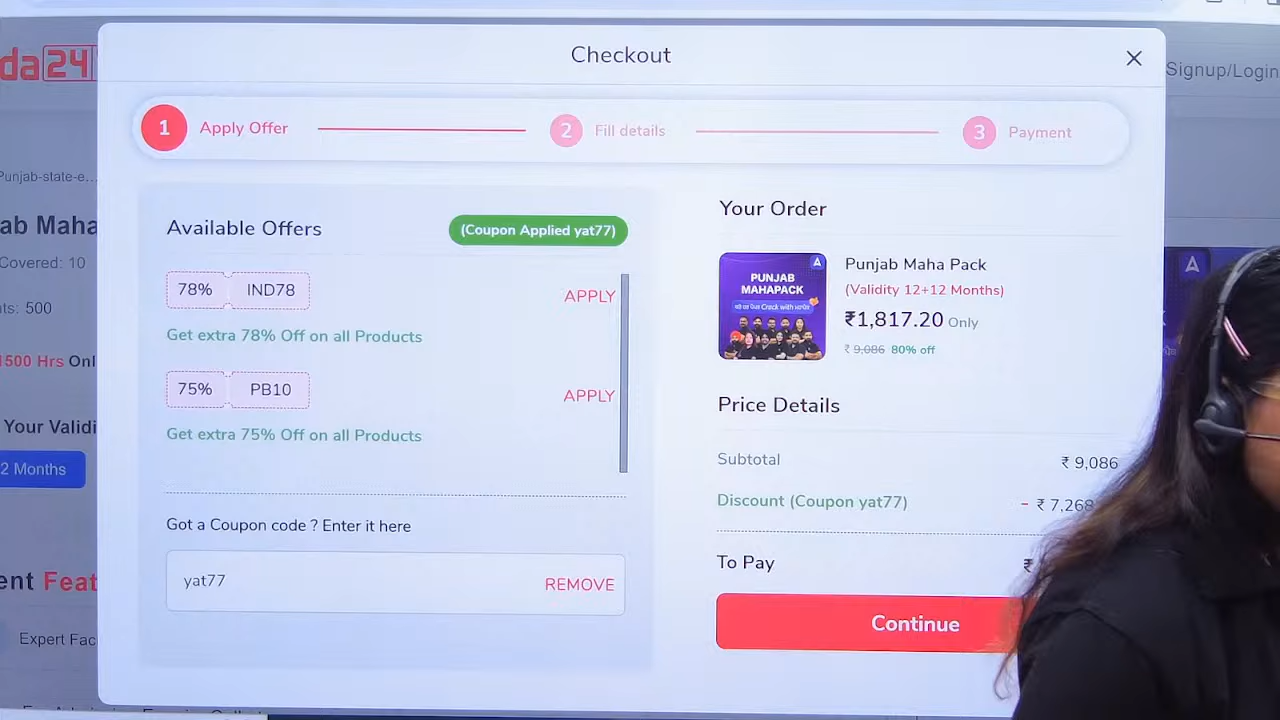 Checkout
24
Signup/Login
1 Apply Offer
2 Fill details
3 Payment
Punjab-state-e...
ab Maha
Covered: 10
500
1500 Hrs Onl
Your Validi
2 Months
Feat
Expert Fac
Available Offers
(Coupon Applied yat77)
78% IND78
APPLY
Get extra 78% Off on all Products
75% PB10
APPLY
Get extra 75% Off on all Products
Got a Coupon code ? Enter it here
yat77
REMOVE
Your Order
PUNJAB
MAHAPACK
Punjab Maha Pack
(Validity 12+12 Months)
₹1,817.20 Only
₹ 9,086 80% off
Price Details
Subtotal
₹ 9,086
Discount (Coupon yat77)
- ₹ 7,268
To Pay
₹
Continue